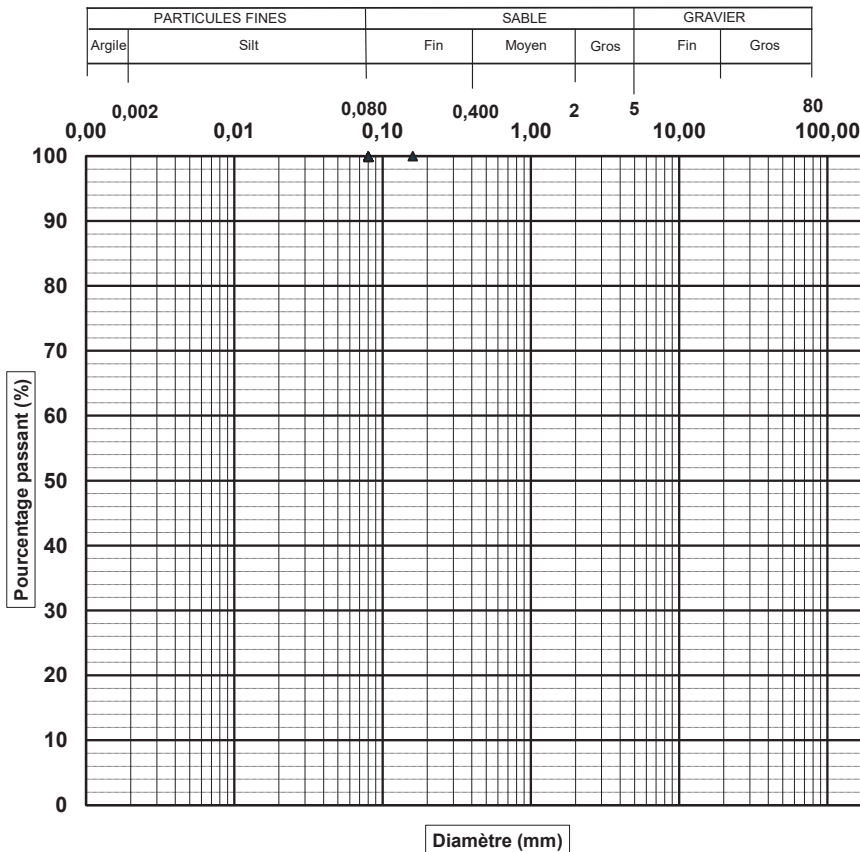 PARTICULES FINES SABLE GRAVIER
Argile Silt Fin Moyen Gros Fin Gros
0,002 0,080 0,400 2 5 80
0,00 0,01 0,10 1,00 10,00 100,00
100
90
80
70
60
50
40
30
20
10
0
Pourcentage passant (%)
Diamètre (mm)